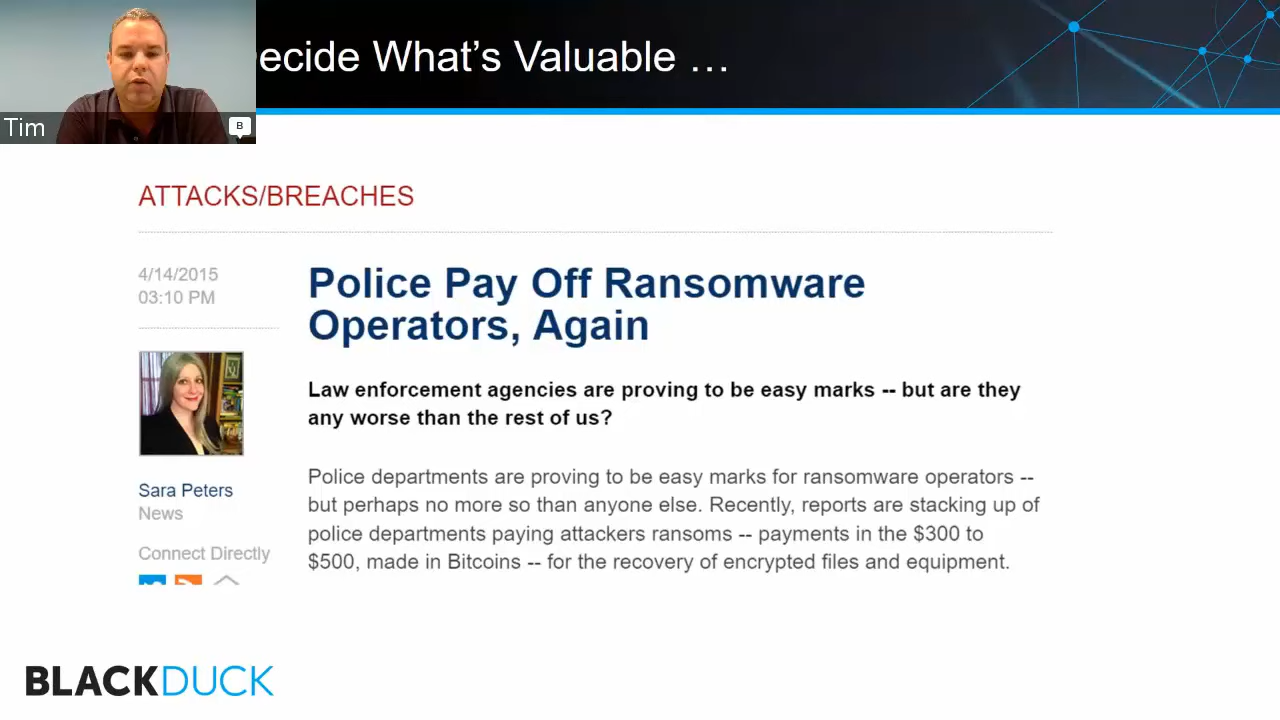 ecide What's Valuable …
Tim
B
ATTACKS/BREACHES
4/14/2015
03:10 PM
Police Pay Off Ransomware
Operators, Again
Law enforcement agencies are proving to be easy marks -- but are they
any worse than the rest of us?
Police departments are proving to be easy marks for ransomware operators --
but perhaps no more so than anyone else. Recently, reports are stacking up of
police departments paying attackers ransoms -- payments in the $300 to
$500, made in Bitcoins -- for the recovery of encrypted files and equipment.
Sara Peters
News
Connect Directly
BLACKDUCK